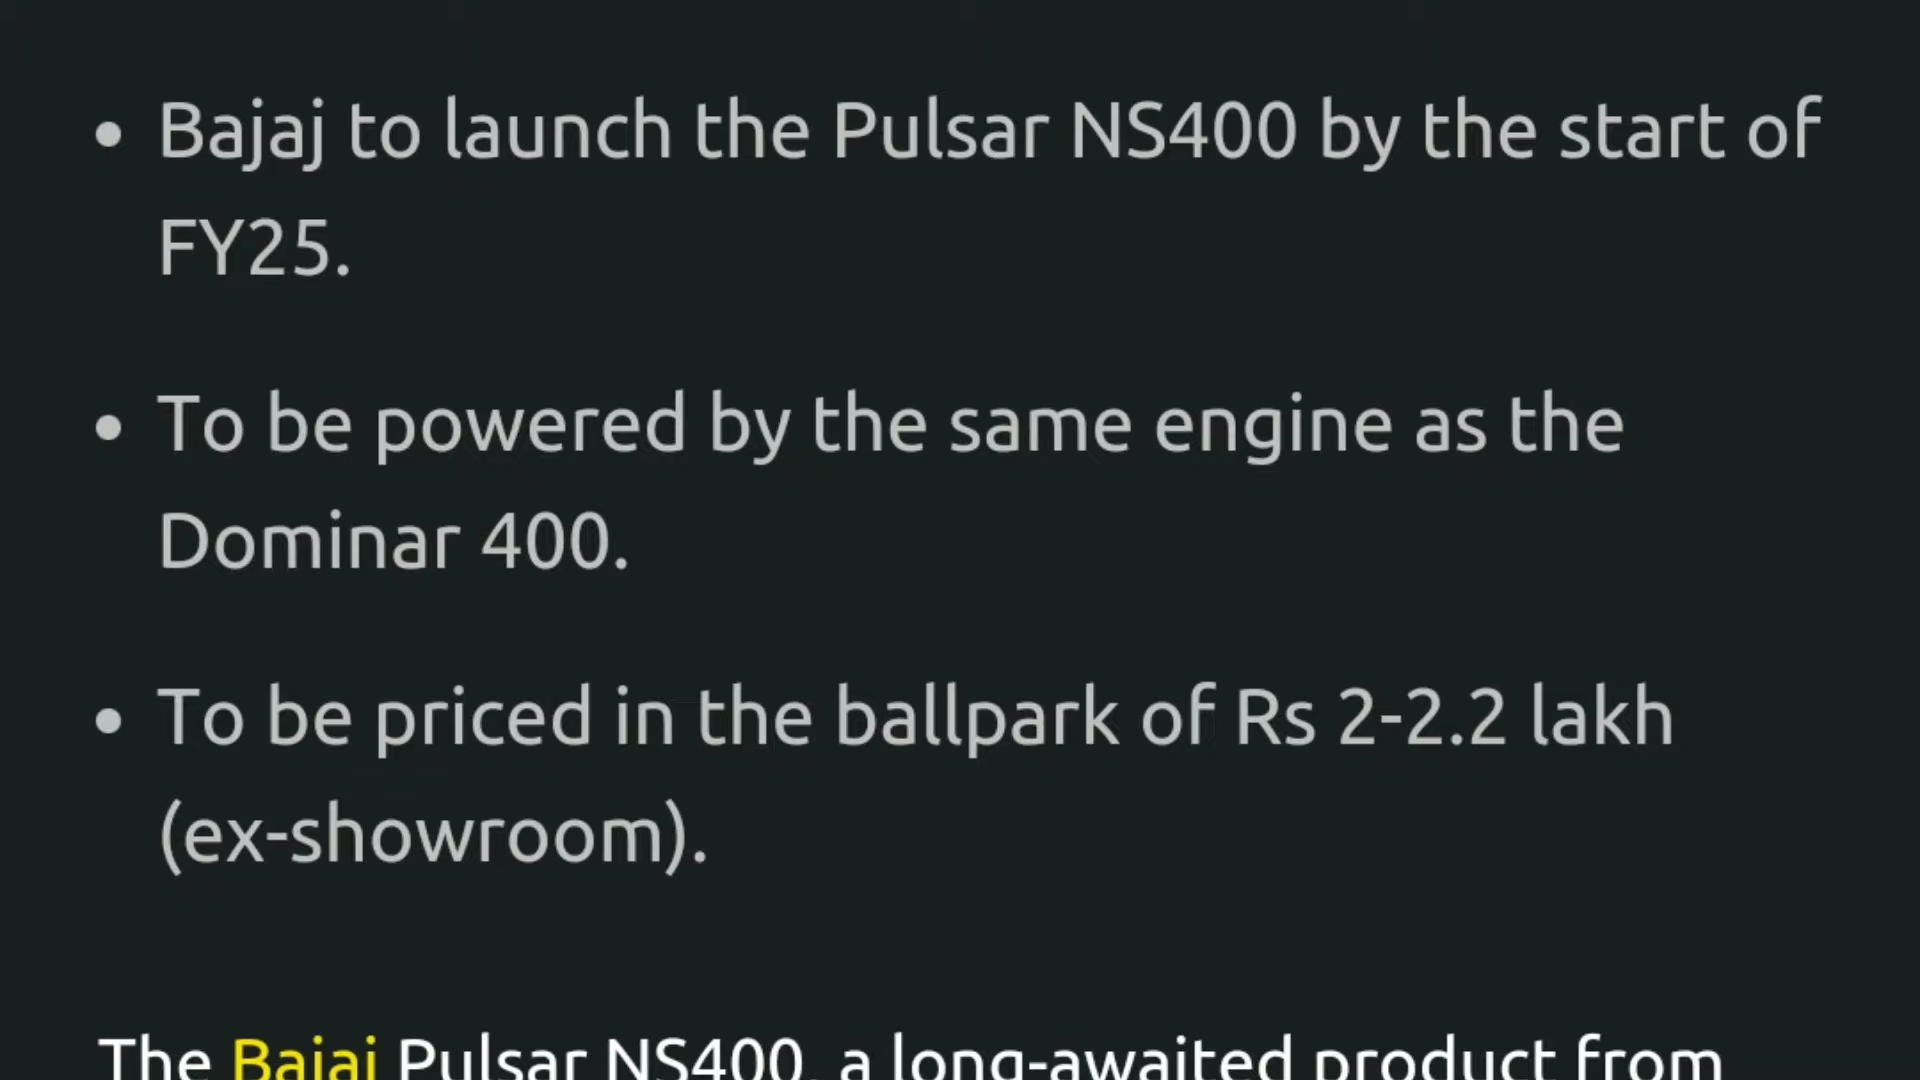 • Bajaj to launch the Pulsar NS400 by the start of
FY25.
• To be powered by the same engine as the
Dominar 400.
• To be priced in the ballpark of Rs 2-2.2 lakh
(ex-showroom).
The Bajaj Pulsar NS400, a long-awaited product from